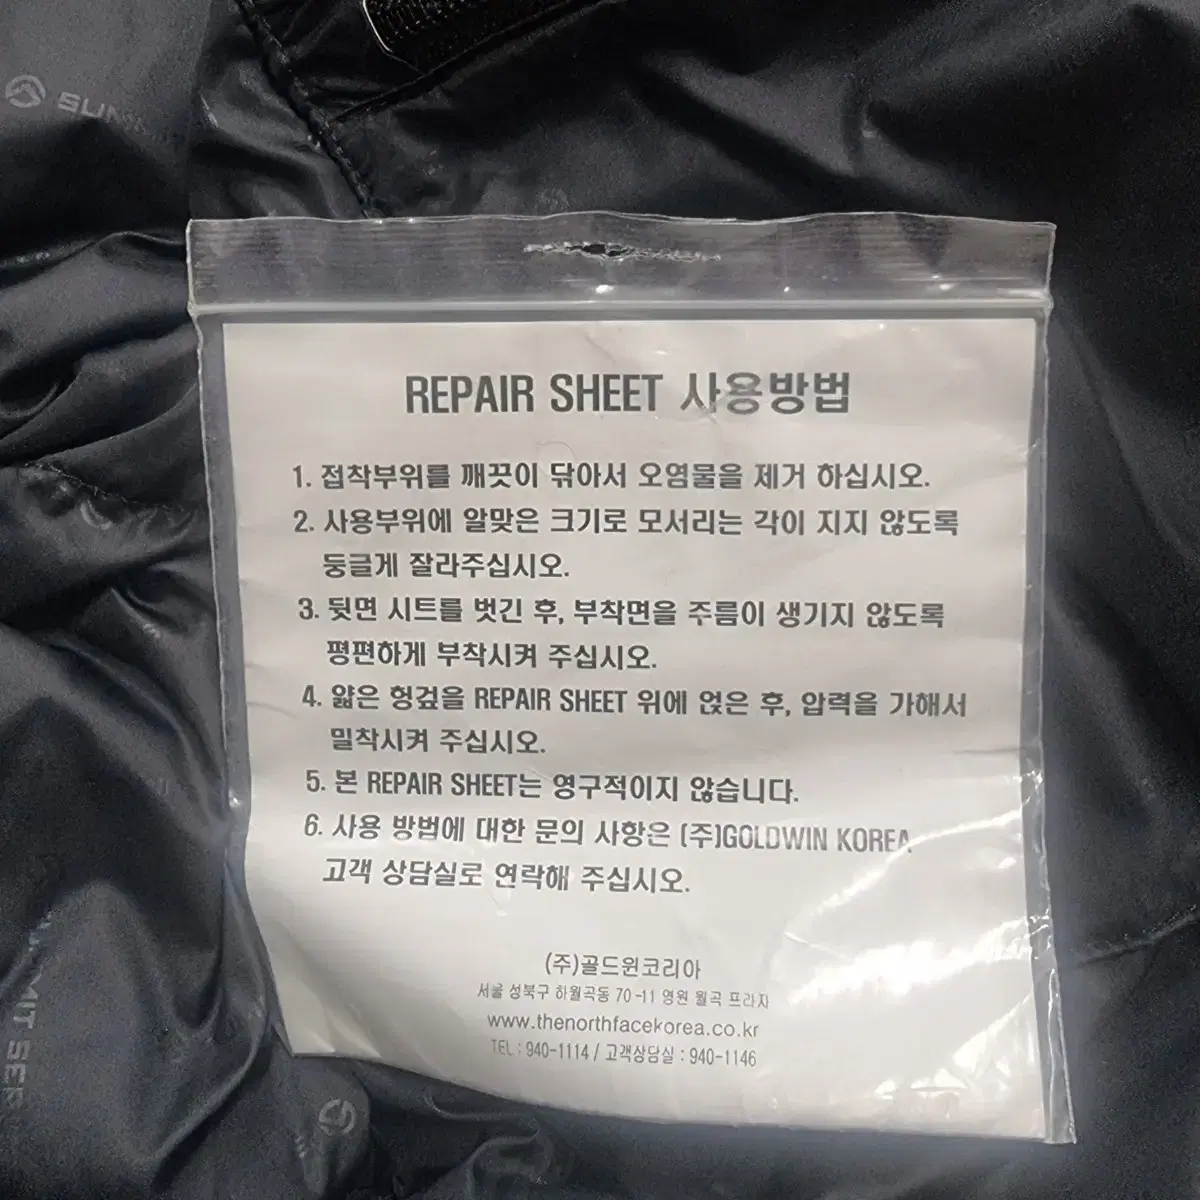 SUMM
REPAIR SHEET 사용방법
1. 접착부위를 깨끗이 닦아서 오염물을 제거 하십시오.
2. 사용부위에 알맞은 크기로 모서리는 각이 지지 않도록
둥글게 잘라주십시오.
3. 뒷면 시트를 벗긴 후, 부착면을 주름이 생기지 않도록
평편하게 부착시켜 주십시오.
4. 얇은 헝겊을 REPAIR SHEET 위에 얹은 후, 압력을 가해서
밀착시켜 주십시오.
5. 본 REPAIR SHEET는 영구적이지 않습니다.
6. 사용 방법에 대한 문의 사항은 (주)GOLDWIN KOREA
고객 상담실로 연락해 주십시오.
(주)골드윈코리아
서울 성북구 하월곡동 70-11 영원 월곡 프라자
www.thenorthfacekorea.co.kr
TEL : 940-1114 / 고객상담실 : 940-1146
MMIT SER